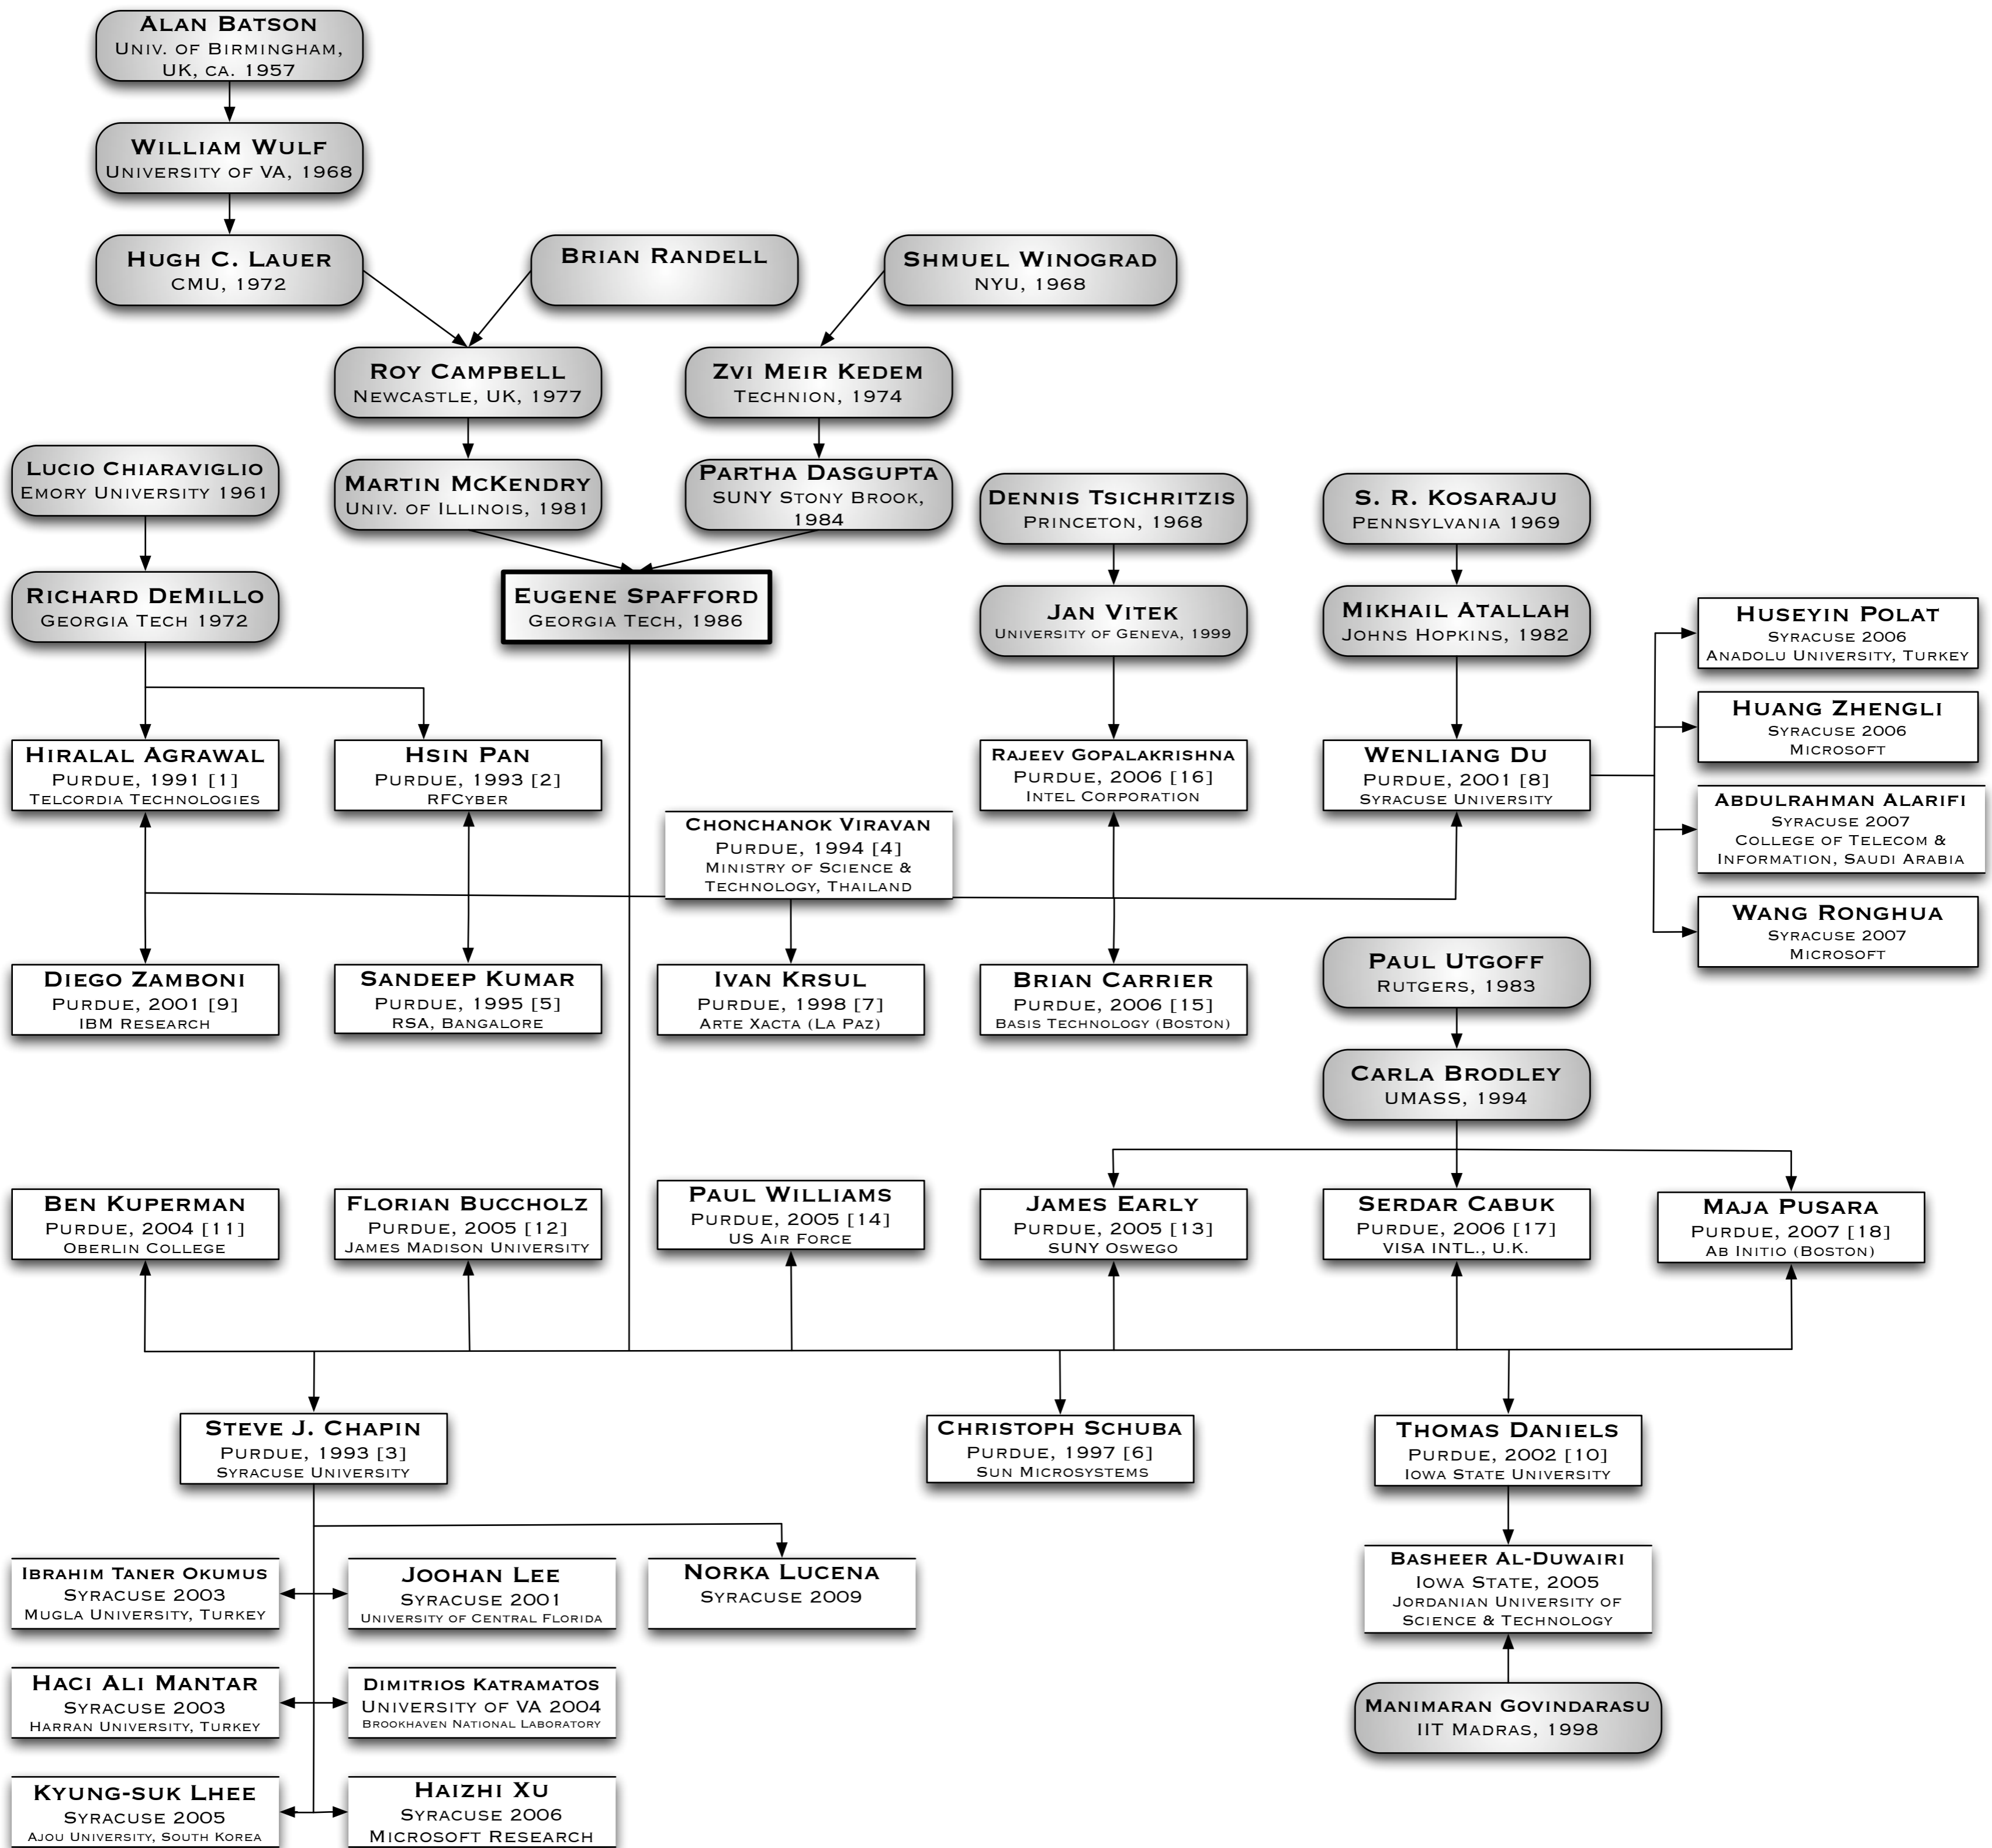 Alan Batson
Univ. of Birmingham,
UK, ca. 1957
William Wulf
University of VA, 1968
Hugh C. Lauer
CMU, 1972
Brian Randell
Shmuel Winograd
NYU, 1968
Roy Campbell
Newcastle, UK, 1977
Zvi Meir Kedem
Technion, 1974
Lucio Chiaraviglio
Emory University 1961
Martin McKendry
Univ. of Illinois, 1981
Partha Dasgupta
SUNY Stony Brook,
1984
Dennis Tsichritzis
Princeton, 1968
S. R. Kosaraju
Pennsylvania 1969
Richard DeMillo
Georgia Tech 1972
Eugene Spafford
Georgia Tech, 1986
Jan Vitek
University of Geneva, 1999
Mikhail Atallah
Johns Hopkins, 1982
Huseyin Polat
Syracuse 2006
Anadolu University, Turkey
Huang Zhengli
Syracuse 2006
Microsoft
Hiralal Agrawal
Purdue, 1991 [1]
Telcordia Technologies
Hsin Pan
Purdue, 1993 [2]
RFCyber
Rajeev Gopalakrishna
Purdue, 2006 [16]
Intel Corporation
Wenliang Du
Purdue, 2001 [8]
Syracuse University
Abdulrahman Alarifi
Syracuse 2007
College of Telecom &
Information, Saudi Arabia
Chonchanok Viravan
Purdue, 1994 [4]
Ministry of Science &
Technology, Thailand
Wang Ronghua
Syracuse 2007
Microsoft
Diego Zamboni
Purdue, 2001 [9]
IBM Research
Sandeep Kumar
Purdue, 1995 [5]
RSA, Bangalore
Ivan Krsul
Purdue, 1998 [7]
Arte Xacta (La Paz)
Brian Carrier
Purdue, 2006 [15]
Basis Technology (Boston)
Paul Utgoff
Rutgers, 1983
Carla Brodley
UMASS, 1994
Ben Kuperman
Purdue, 2004 [11]
Oberlin College
Florian Buccholz
Purdue, 2005 [12]
James Madison University
Paul Williams
Purdue, 2005 [14]
US Air Force
James Early
Purdue, 2005 [13]
SUNY Oswego
Serdar Cabuk
Purdue, 2006 [17]
VISA Intl., U.K.
Maja Pusara
Purdue, 2007 [18]
Ab Initio (Boston)
Steve J. Chapin
Purdue, 1993 [3]
Syracuse University
Christoph Schuba
Purdue, 1997 [6]
Sun Microsystems
Thomas Daniels
Purdue, 2002 [10]
Iowa State University
Ibrahim Taner Okumus
Syracuse 2003
Mugla University, Turkey
Joohan Lee
Syracuse 2001
University of Central Florida
Norka Lucena
Syracuse 2009
Basheer Al-Duwairi
Iowa State, 2005
Jordanian University of
Science & Technology
Haci Ali Mantar
Syracuse 2003
Harran University, Turkey
Dimitrios Katramatos
University of VA 2004
Brookhaven National Laboratory
Manimaran Govindarasu
IIT Madras, 1998
Kyung-suk Lhee
Syracuse 2005
Ajou University, South Korea
Haizhi Xu
Syracuse 2006
Microsoft Research